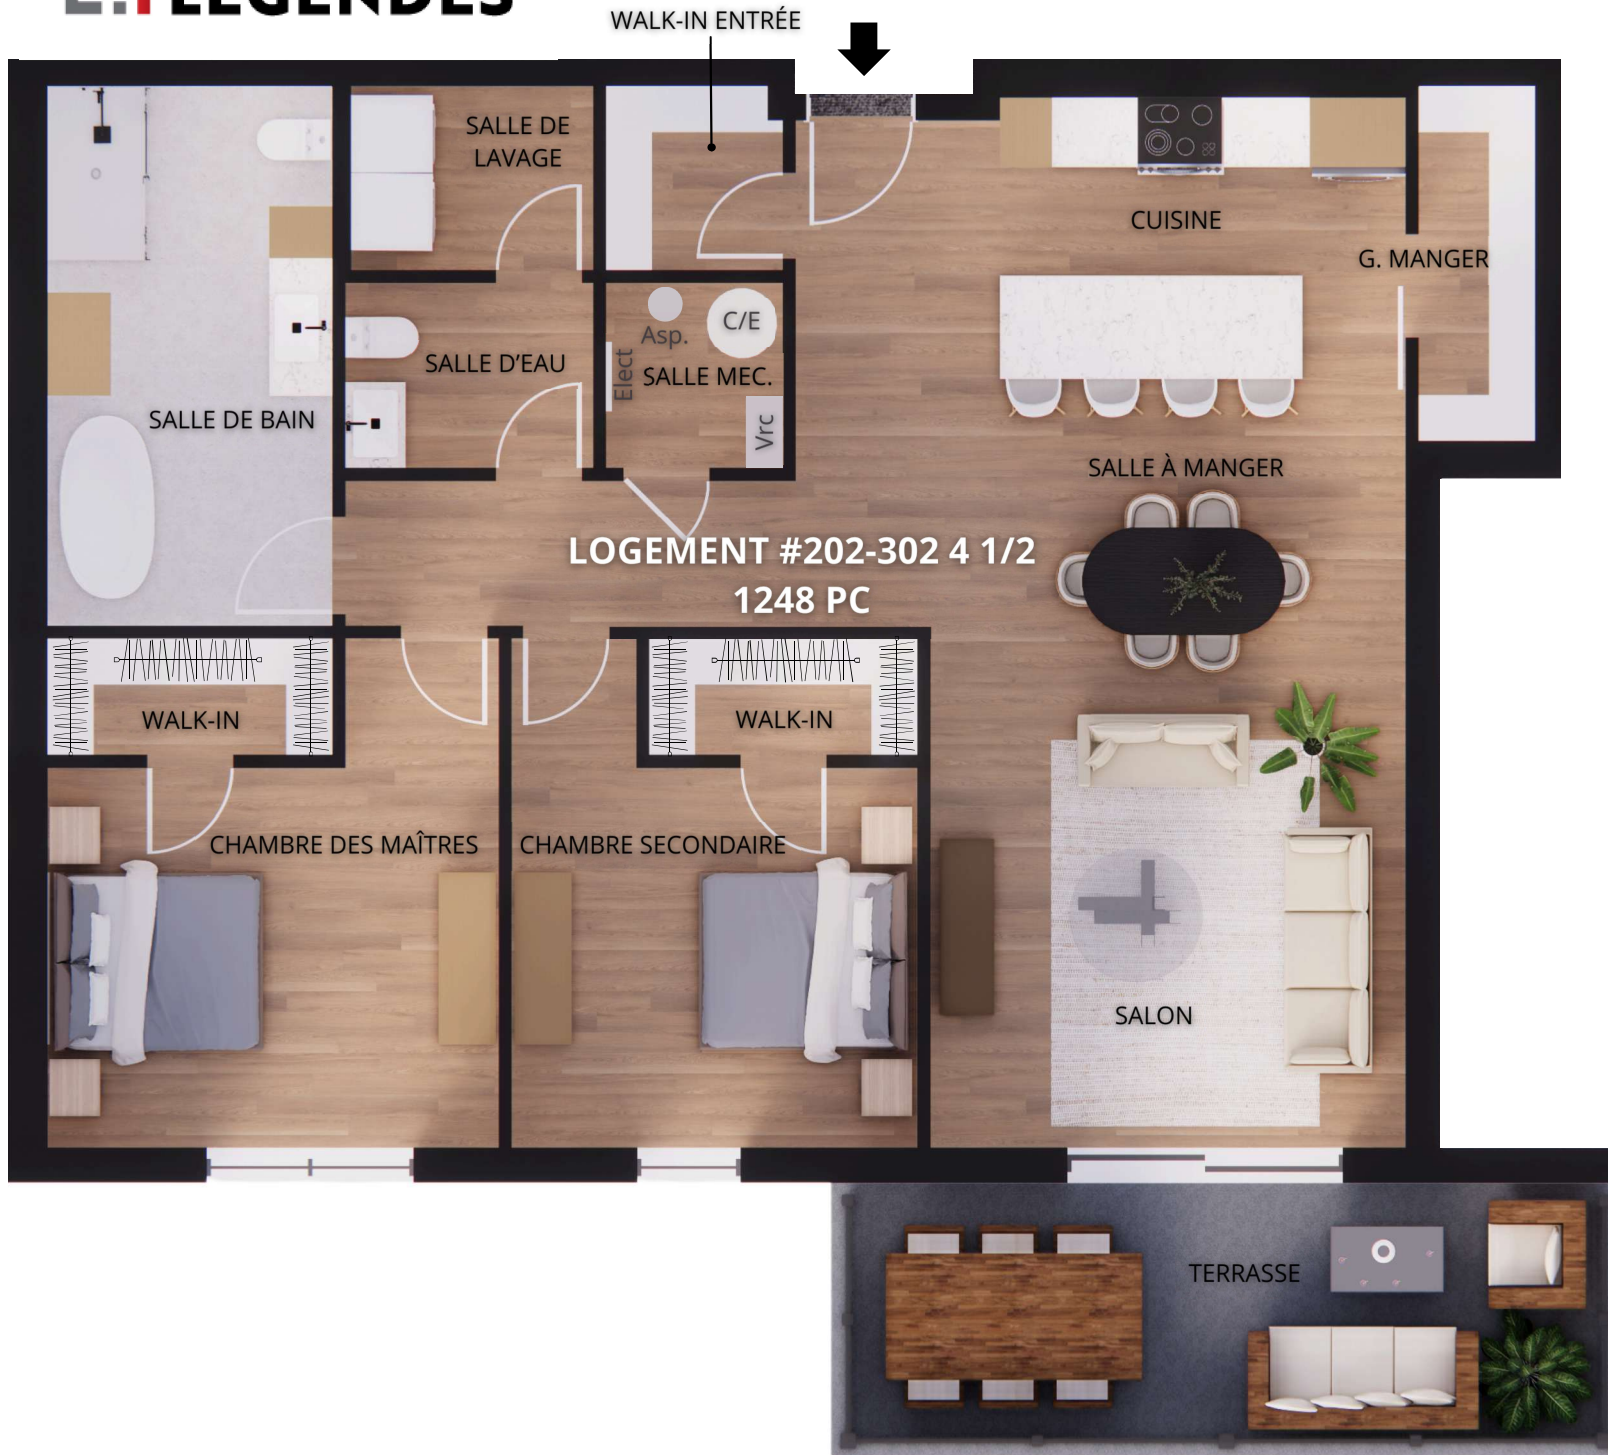 LÉGENDES
WALK-IN ENTRÉE
SALLE DE
LAVAGE
CUISINE
G. MANGER
C/E
Asp.
SALLE D'EAU
Elect
SALLE MEC.
SALLE DE BAIN
Vrc
SALLE À MANGER
LOGEMENT #202-302 4 1/2
1248 PC
WALK-IN
WALK-IN
CHAMBRE DES MAÎTRES
CHAMBRE SECONDAIRE
SALON
TERRASSE